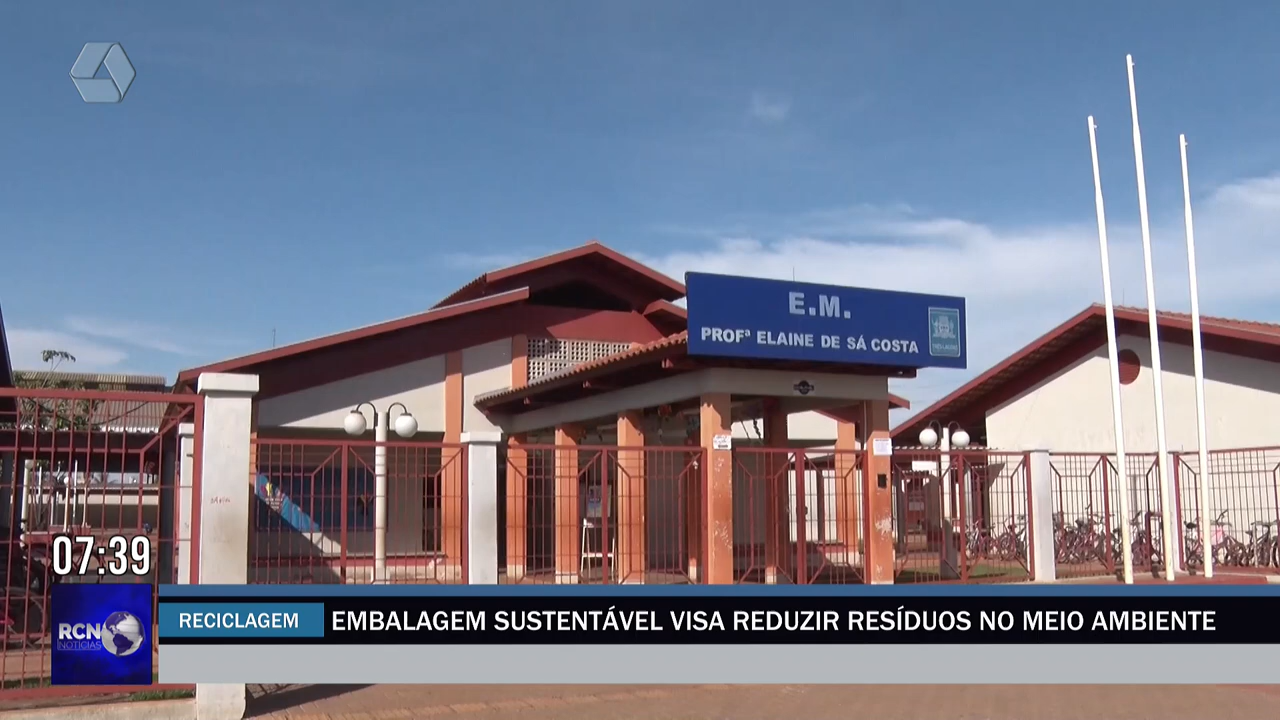 E.M.
PROFª ELAINE DE SÁ COSTA
07:39
RCN
NOTÍCIAS
RECICLAGEM
EMBALAGEM SUSTENTÁVEL VISA REDUZIR RESÍDUOS NO MEIO AMBIENTE